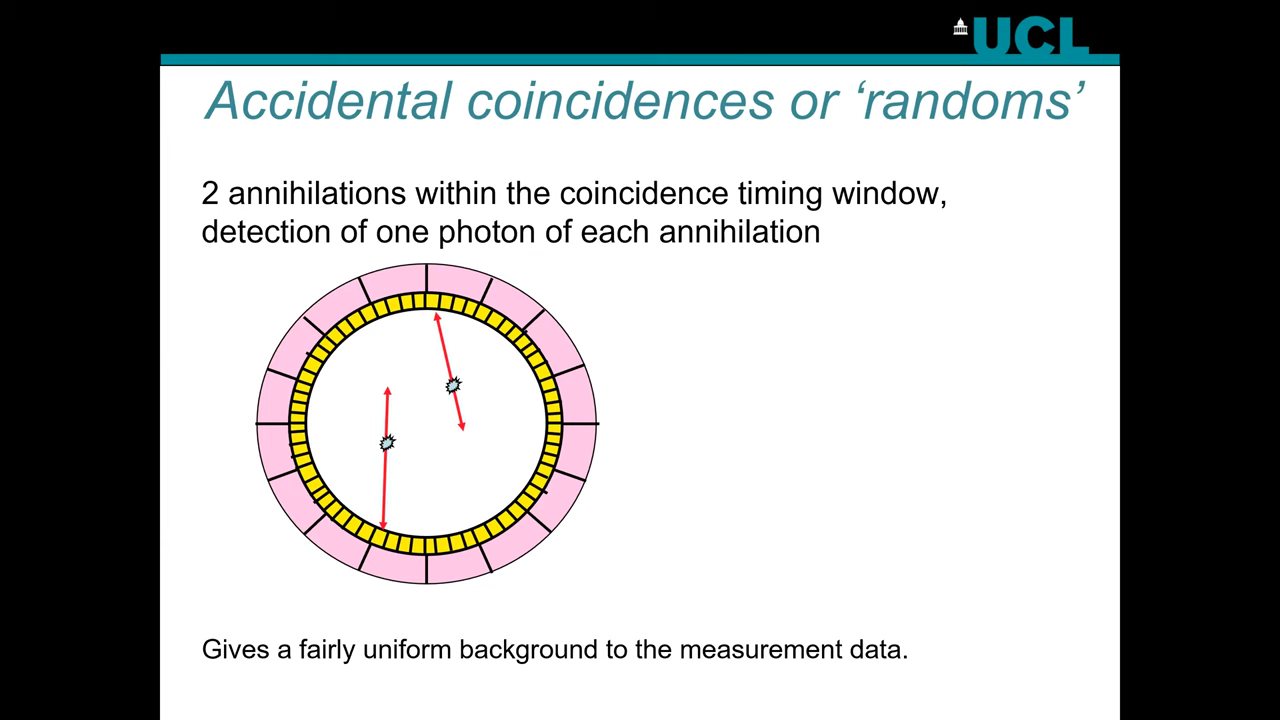 UCL
Accidental coincidences or ‘randoms’
2 annihilations within the coincidence timing window,
detection of one photon of each annihilation
Gives a fairly uniform background to the measurement data.